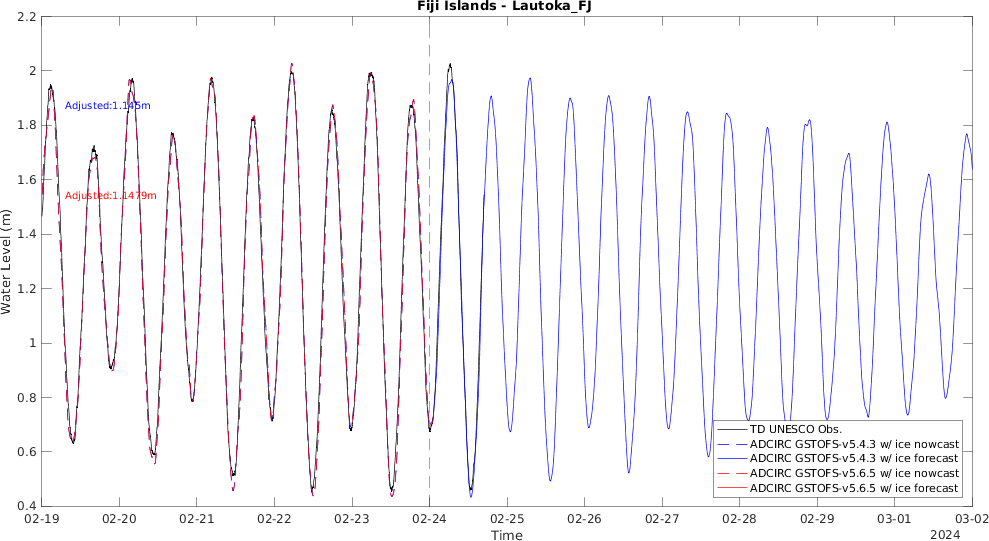 Fiji Islands - Lautoka_FJ
2.2
2
1.8
1.6
1.4
1.2
1
0.8
0.6
0.4
Water Level (m)
Adjusted:1.145m
Adjusted:1.1479m
TD UNESCO Obs.
ADCIRC GSTOFS-v5.4.3 w/ ice nowcast
ADCIRC GSTOFS-v5.4.3 w/ ice forecast
ADCIRC GSTOFS-v5.6.5 w/ ice nowcast
ADCIRC GSTOFS-v5.6.5 w/ ice forecast
02-19 02-20 02-21 02-22 02-23 02-24 02-25 02-26 02-27 02-28 02-29 03-01 03-02
Time
2024